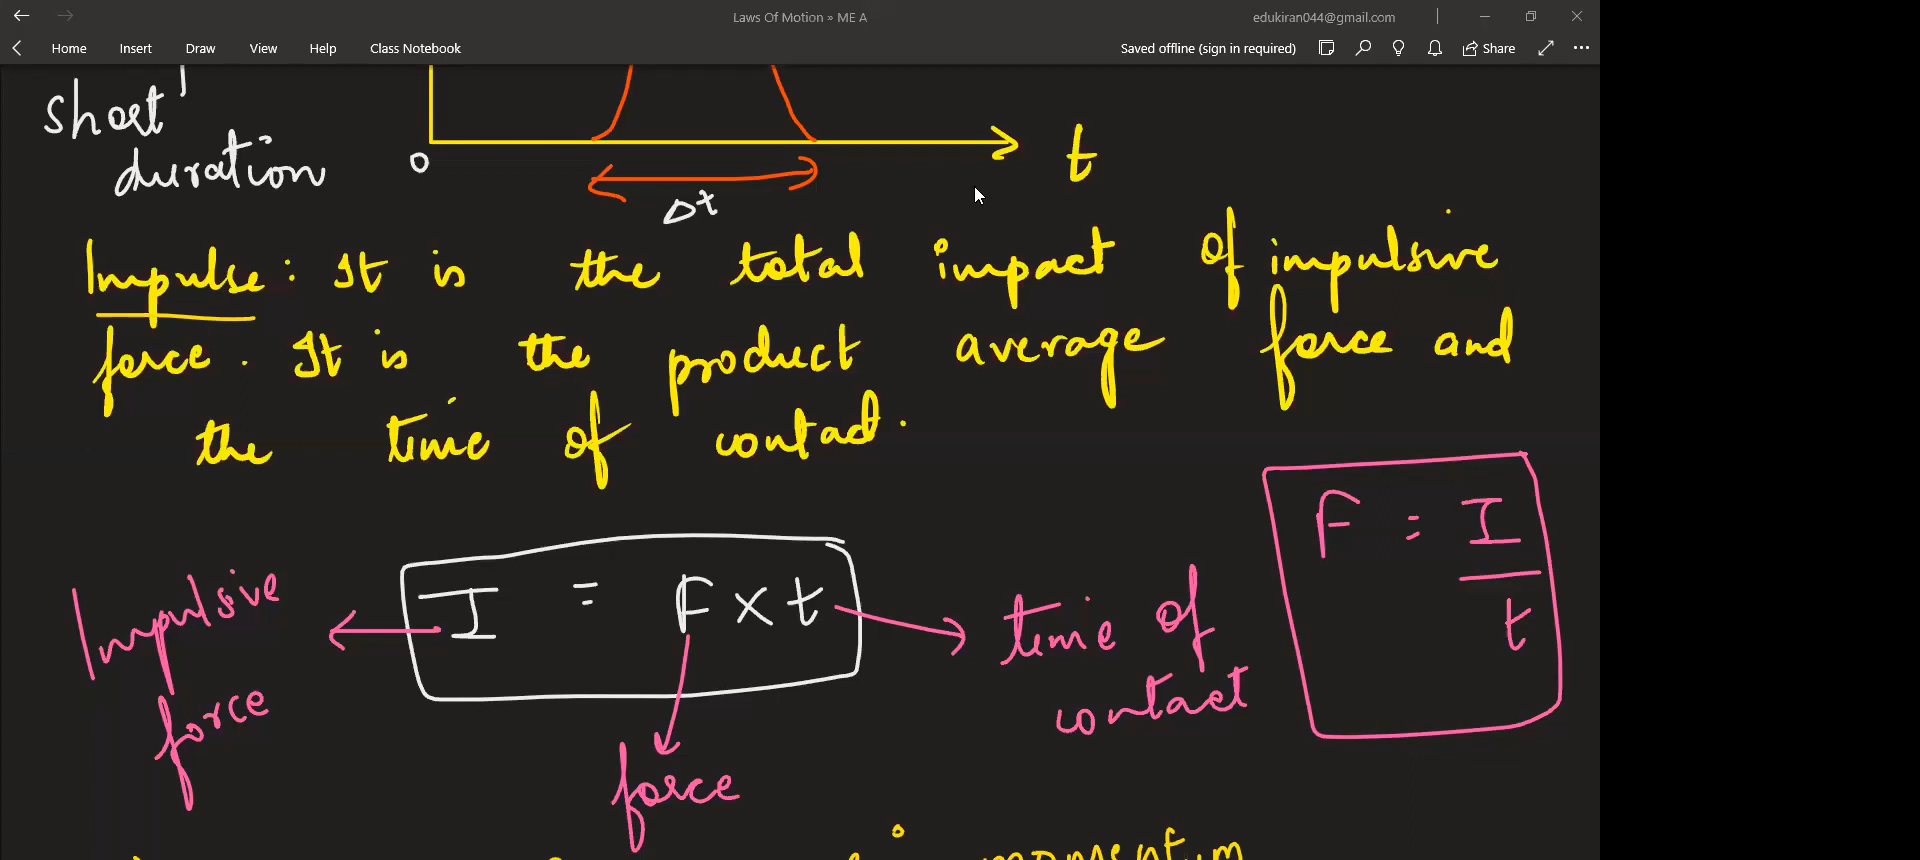 Laws Of Motion » ME A
edukiran044@gmail.com
Home Insert Draw View Help Class Notebook
Saved offline (sign in required) Share
short
duration
0
t
Δt
Impulse: It is the total impact of impulsive
force. It is the product average force and
the time of contact.
F = I
t
I = F x t
Impulsive
force
time of
contact
force
momentum